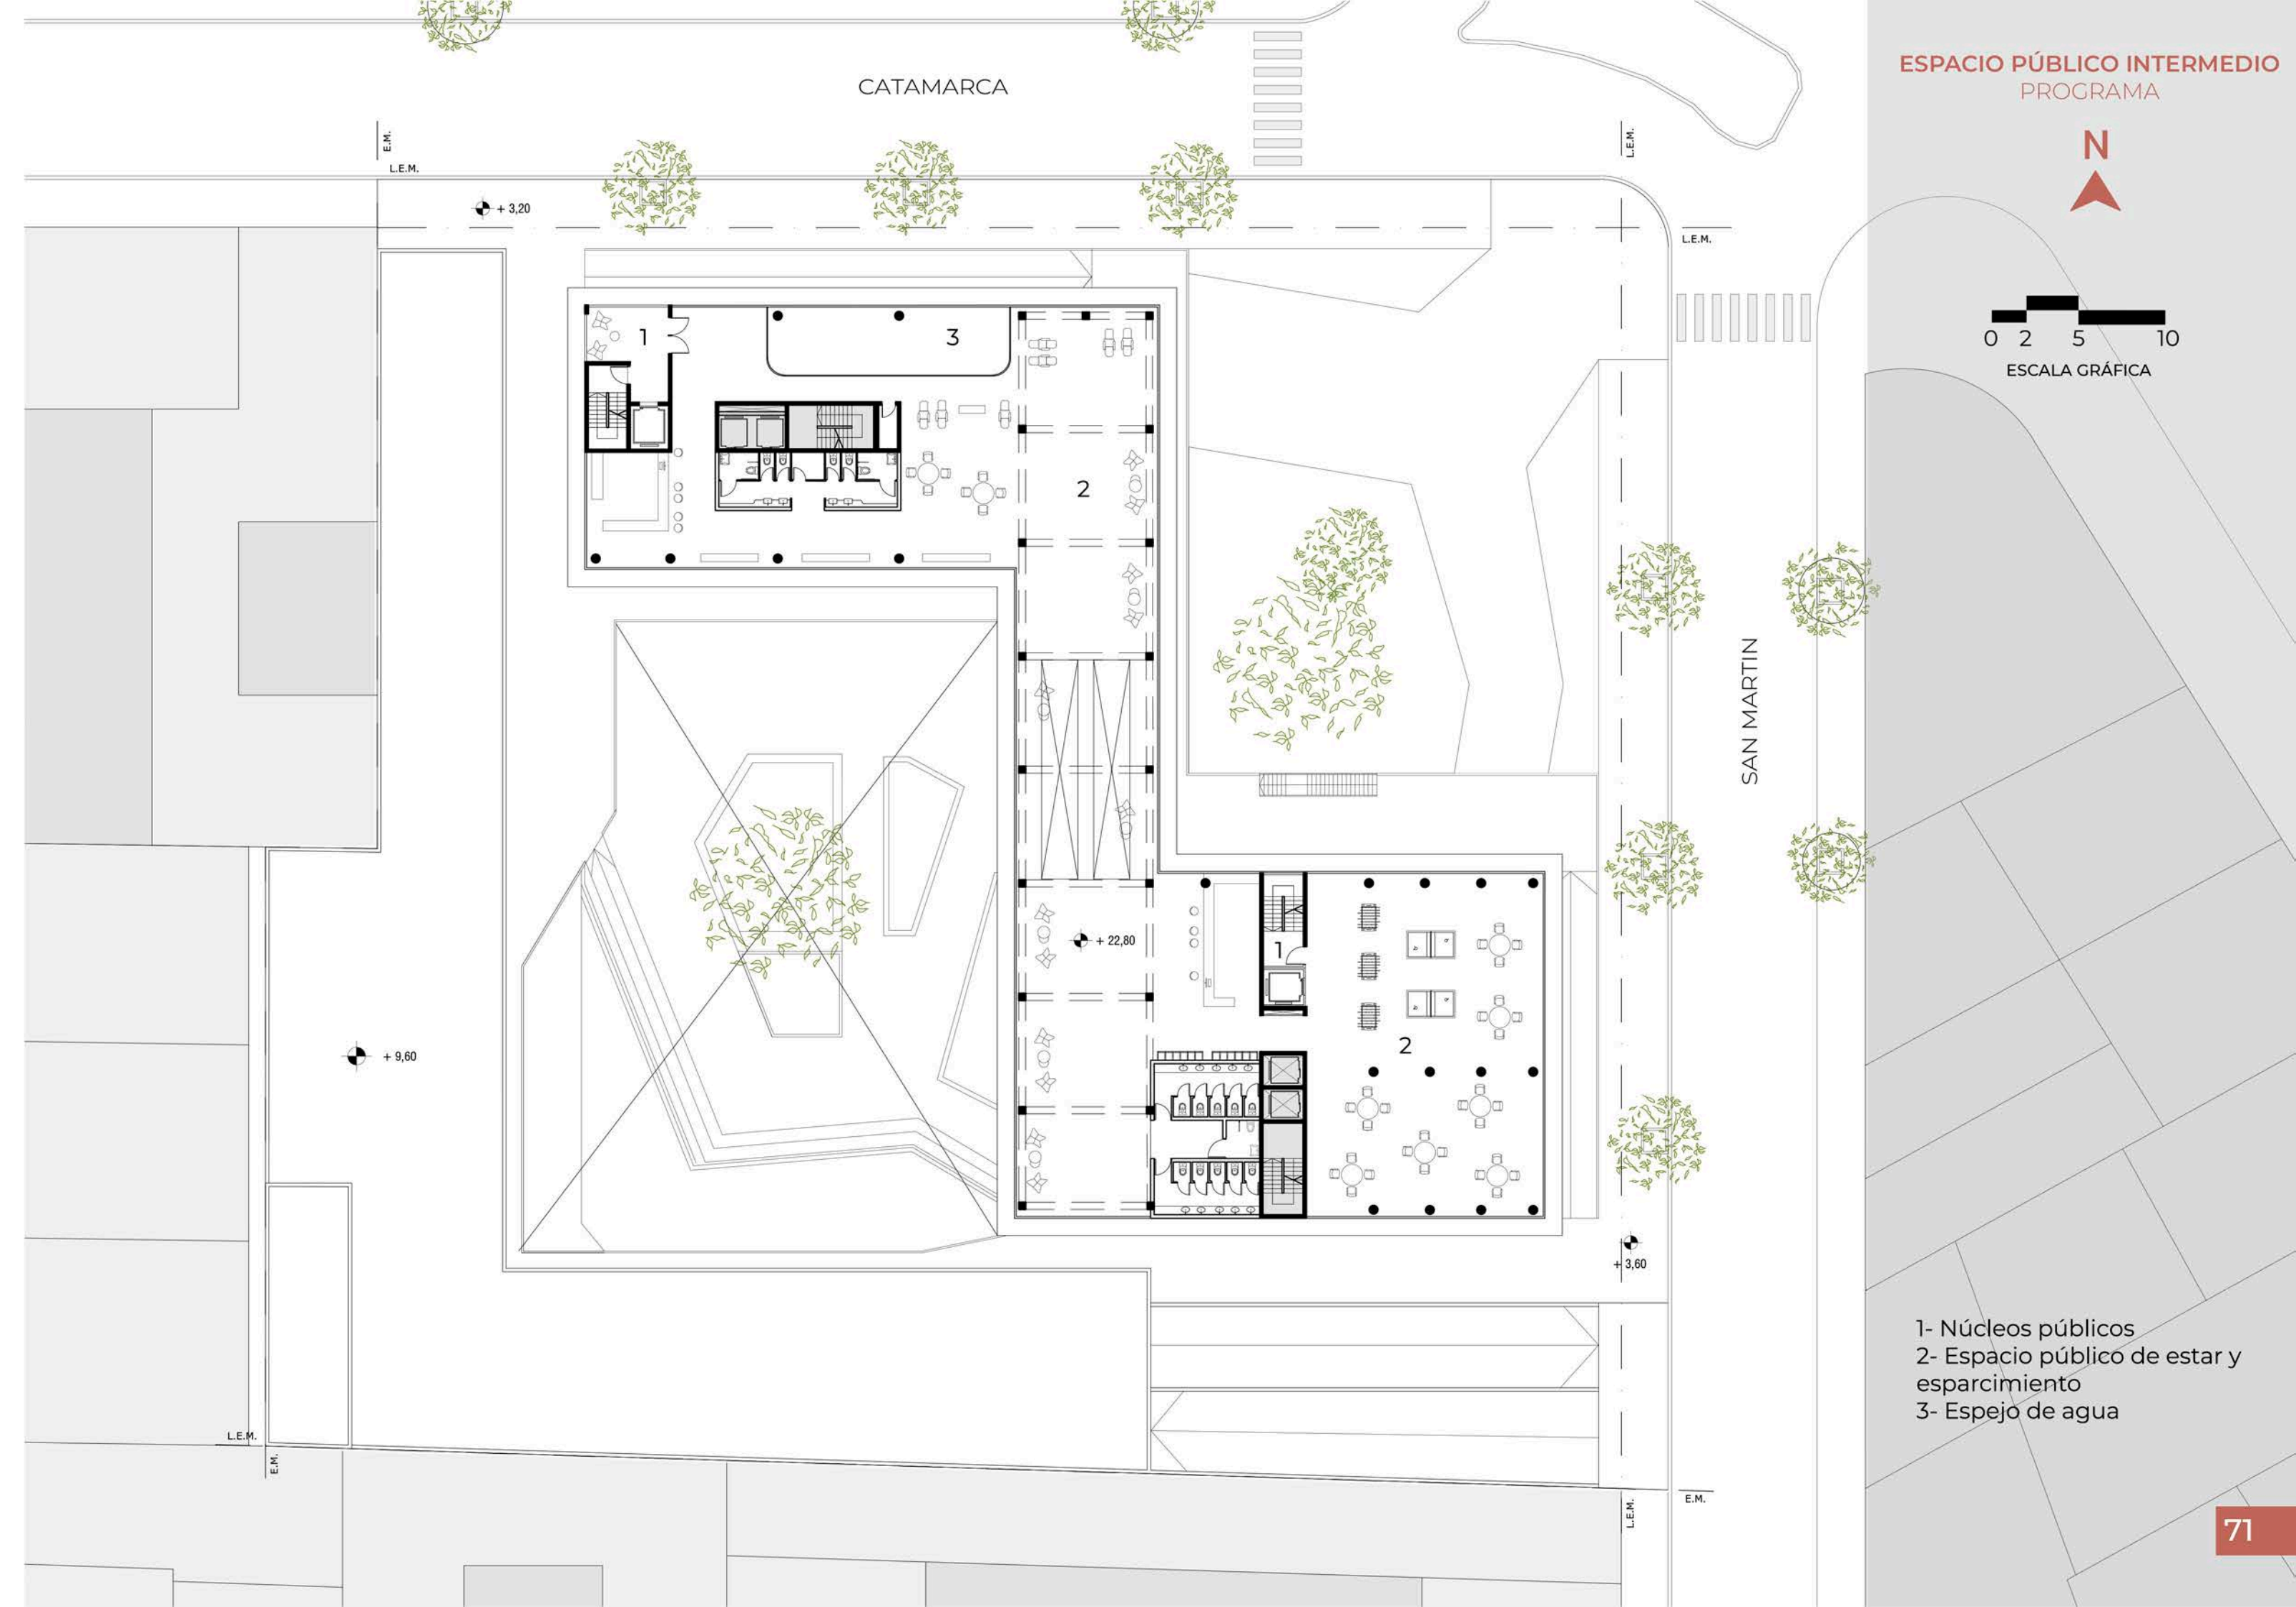 CATAMARCA
E.M.
L.E.M.
L.E.M.
+ 3,20
L.E.M.
ESPACIO PÚBLICO INTERMEDIO
PROGRAMA
N
0 2 5 10
ESCALA GRÁFICA
1
3
2
SAN MARTIN
+ 22,80
1
2
+ 9,60
+ 3,60
L.E.M.
E.M.
E.M.
L.E.M.
1- Núcleos públicos
2- Espacio público de estar y
esparcimiento
3- Espejo de agua
71